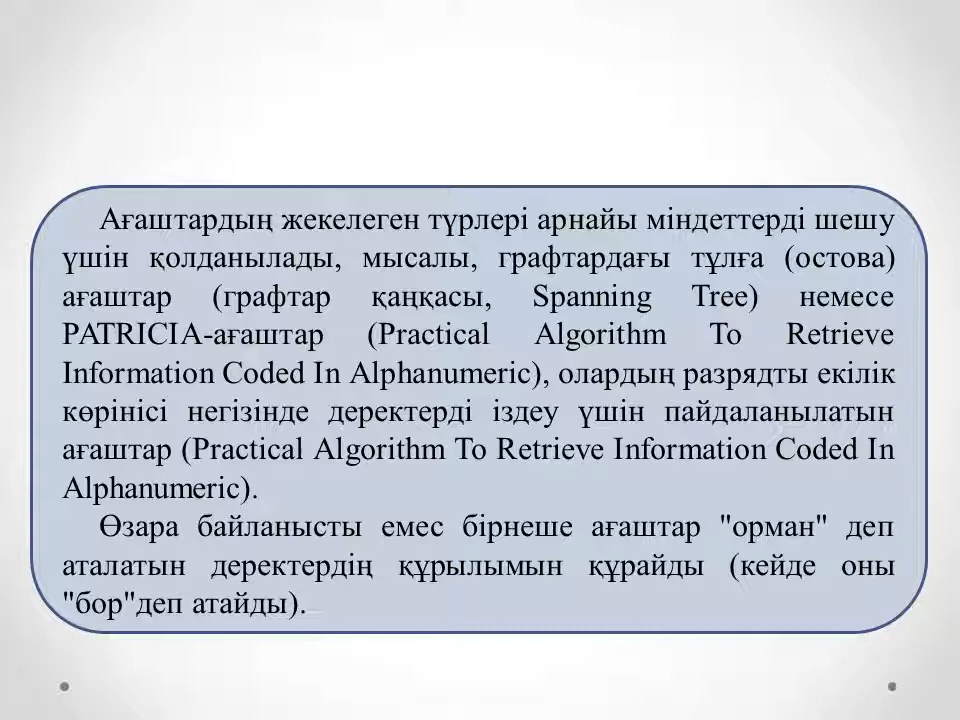 Ағаштардың жекелеген түрлері арнайы міндеттерді шешу
үшін қолданылады, мысалы, графтардағы тұлға (остова)
ағаштар (графтар қаңқасы, Spanning Tree) немесе
PATRICIA-ағаштар (Practical Algorithm To Retrieve
Information Coded In Alphanumeric), олардың разрядты екілік
көрінісі негізінде деректерді іздеу үшін пайдаланылатын
ағаштар (Practical Algorithm To Retrieve Information Coded In
Alphanumeric).
Өзара байланысты емес бірнеше ағаштар "орман" деп
аталатын деректердің құрылымын құрайды (кейде оны
"бор"деп атайды).